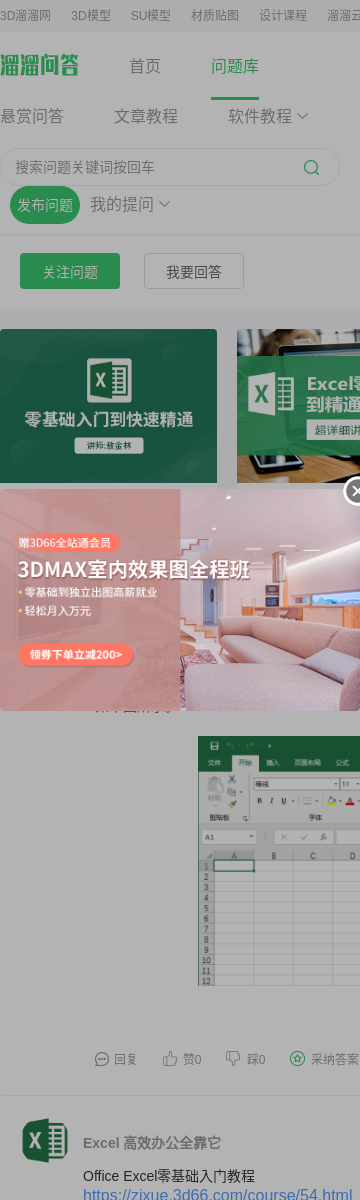 3D溜溜网 3D模型 SU模型 材质贴图 设计课程 溜溜云
溜溜问答 首页 问题库
悬赏问答 文章教程 软件教程
搜索问题关键词按回车
发布问题 我的提问
关注问题 我要回答
零基础入门到快速精通
讲师:敖金林
Excel零
到精通
超详细讲
赠3D66全站通会员
3DMAX室内效果图全程班
• 零基础到独立出图高薪就业
• 轻松月入万元
领券下单立减200>
文件 开始 插入 页面布局 公式
粘贴 等线 11
B I U
剪贴板 字体
A1
A B C D
1
2
3
4
5
6
7
8
9
10
11
12
回复 赞0 踩0 采纳答案
Excel 高效办公全靠它
Office Excel零基础入门教程
https://zixue.3d66.com/course/54.html